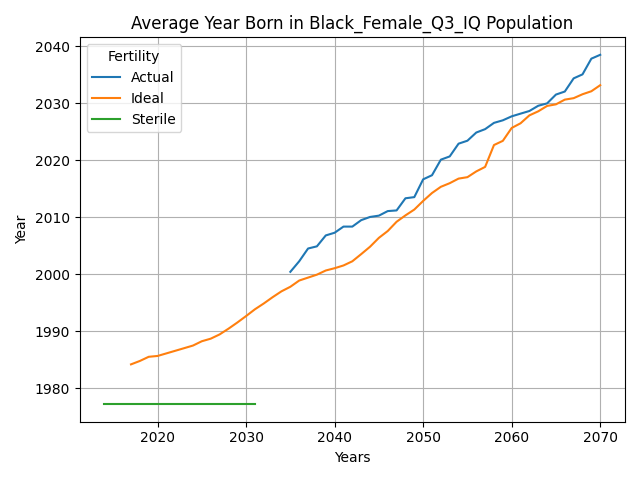 Average Year Born in Black_Female_Q3_IQ Population
Fertility
Actual
Ideal
Sterile
Year
2040
2030
2020
2010
2000
1990
1980
2020 2030 2040 2050 2060 2070
Years